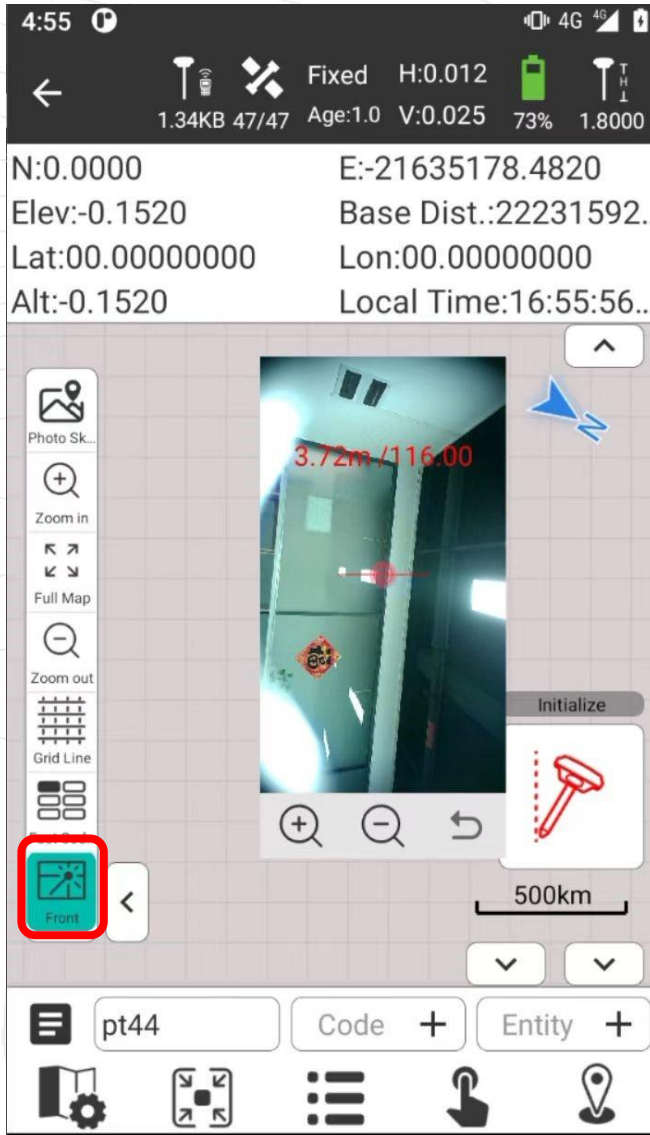 4:55 4G 4G
Fixed H:0.012
1.34KB 47/47 Age:1.0 V:0.025 73% 1.8000
T
H
I
N:0.0000 E:-21635178.4820
Elev:-0.1520 Base Dist.:22231592.
Lat:00.00000000 Lon:00.00000000
Alt:-0.1520 Local Time:16:55:56..
Photo Sk...
3.72m /116.00
N
Zoom in
Full Map
福
Zoom out
Initialize
Grid Line
Front
500km
pt44 Code + Entity +